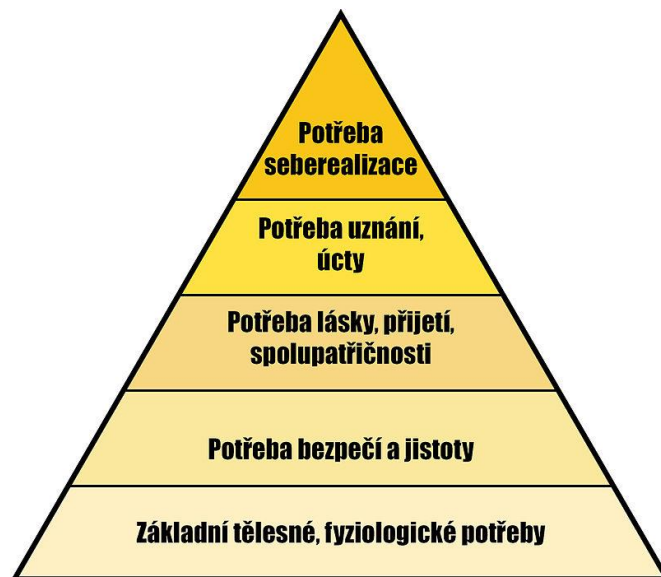 Potřeba
seberealizace
Potřeba uznání,
úcty
Potřeba lásky, přijetí,
spolupatřičnosti
Potřeba bezpečí a jistoty
Základní tělesné, fyziologické potřeby